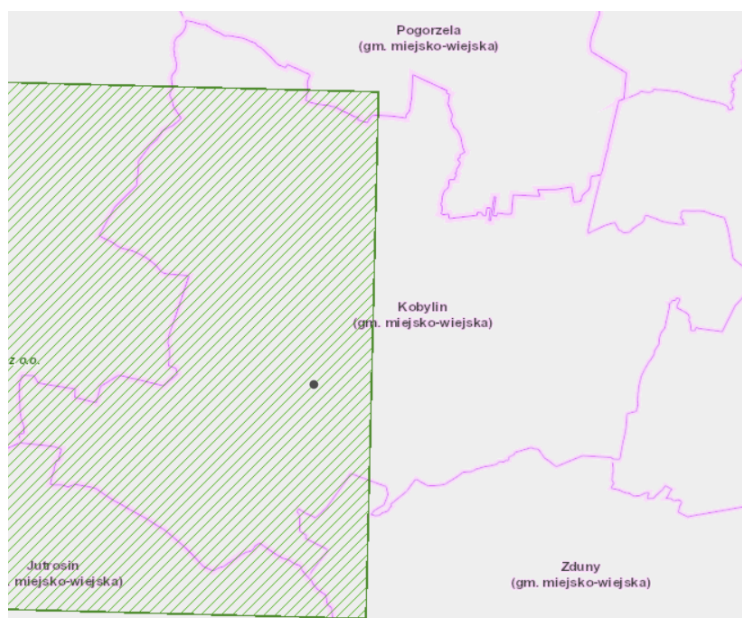 Pogorzela
(gm. miejsko-wiejska)
Kobylin
(gm. miejsko-wiejska)
z o.o.
Jutrosin
. miejsko-wiejska)
Zduny
(gm. miejsko-wiejska)